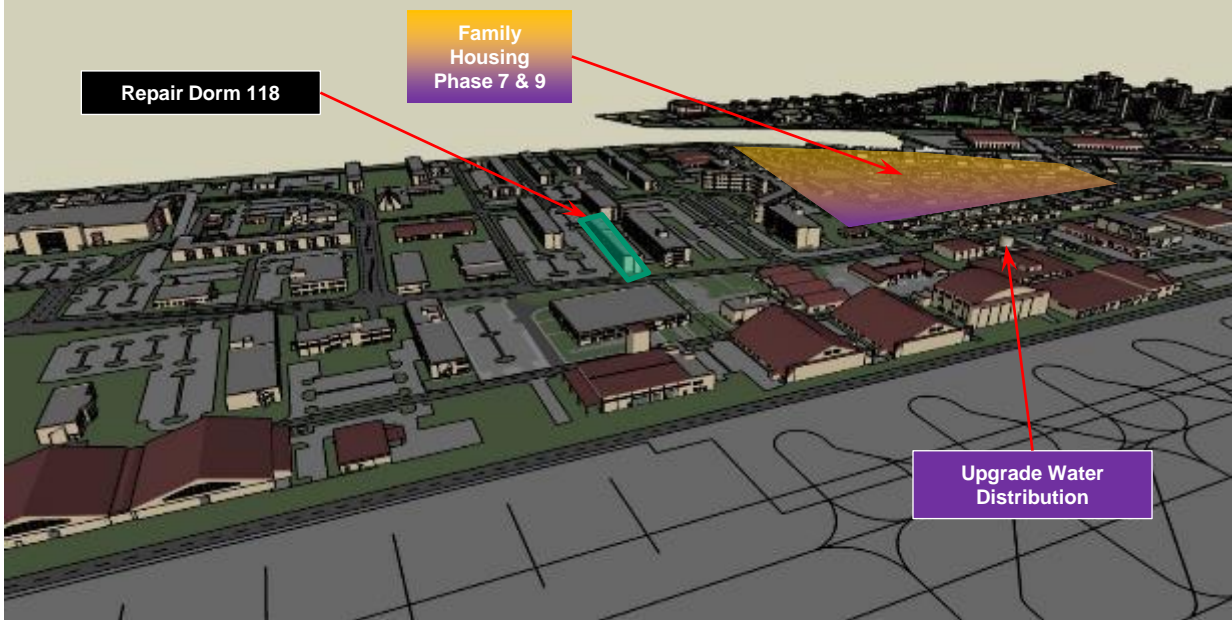 Family
Housing
Phase 7 & 9
Repair Dorm 118
Upgrade Water
Distribution